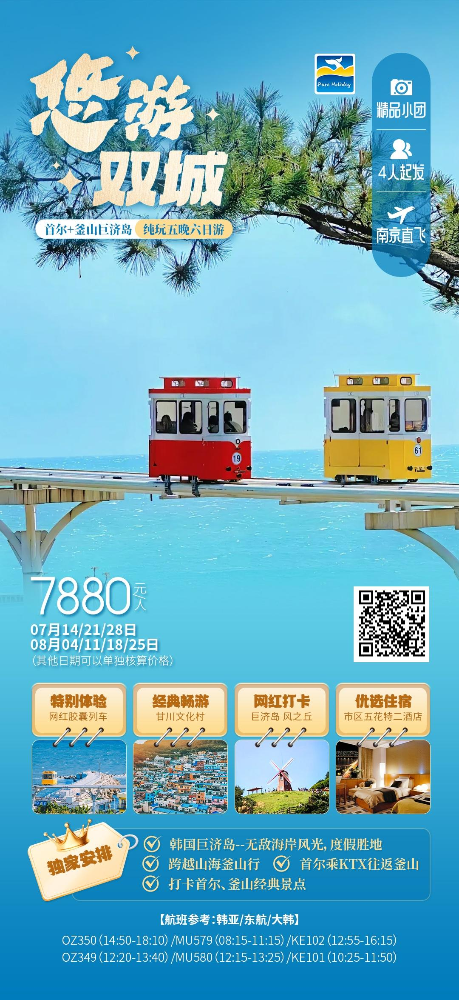 悠游
双城
首尔+釜山巨济岛 纯玩五晚六日游
Pure Holiday
精品小团
4人起发
南京直飞
19
61
7880元/人
07月14/21/28日
08月04/11/18/25日
(其他日期可以单独核算价格)
特别体验
网红胶囊列车
经典畅游
甘川文化村
网红打卡
巨济岛 风之丘
优选住宿
市区五花特二酒店
独家安排
韩国巨济岛--无敌海岸风光,度假胜地
跨越山海釜山行 首尔乘KTX往返釜山
打卡首尔、釜山经典景点
【航班参考:韩亚/东航/大韩】
OZ350(14:50-18:10)/MU579(08:15-11:15)/KE102(12:55-16:15)
OZ349(12:20-13:40)/MU580(12:15-13:25)/KE101(10:25-11:50)